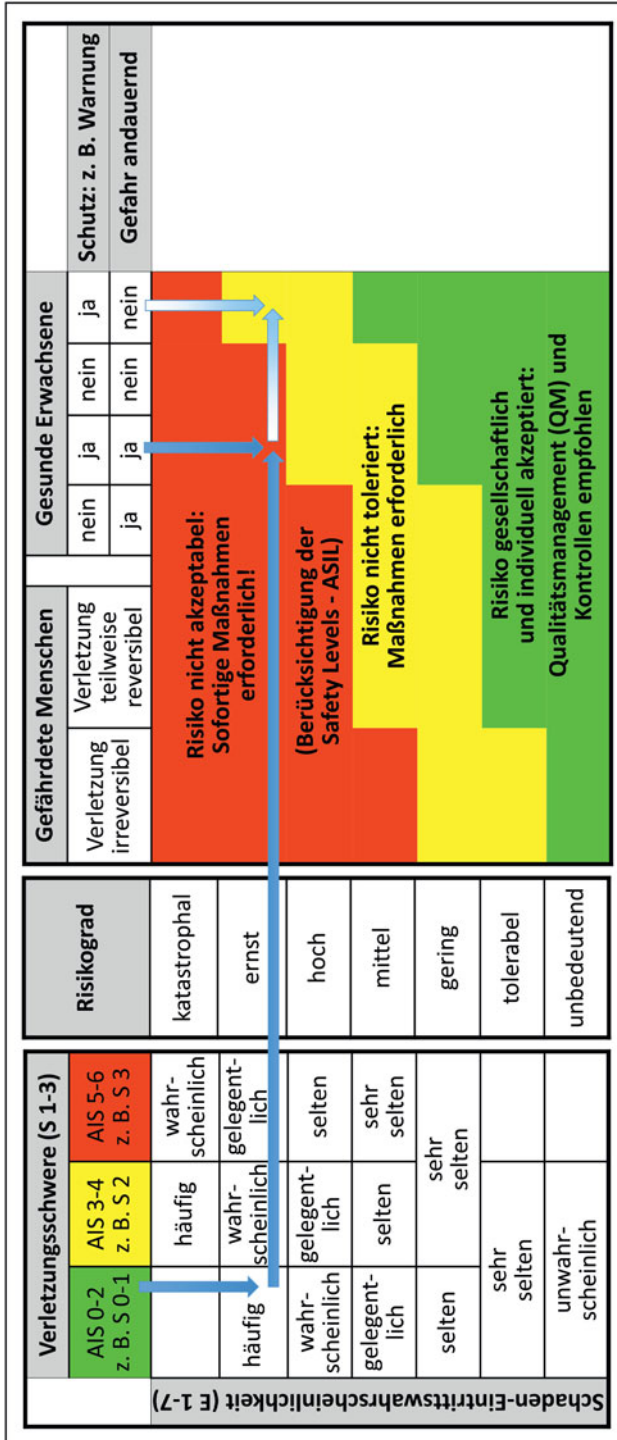 Verletzungsschwere (S 1-3)
AIS 0-2
z. B. S 0-1
AIS 3-4
z. B. S 2
AIS 5-6
z. B. S 3
Schaden-Eintrittswahrscheinlichkeit (E 1-7)
häufig
wahr-
scheinlich
häufig
wahr-
scheinlich
gelegent-
lich
wahr-
scheinlich
gelegent-
lich
selten
gelegent-
lich
selten
sehr
selten
selten
sehr
selten
sehr
selten
unwahr-
scheinlich
Risikograd
katastrophal
ernst
hoch
mittel
gering
tolerabel
unbedeutend
Gefährdete Menschen
Gesunde Erwachsene
Verletzung
irreversibel
Verletzung
teilweise
reversibel
nein
ja
nein
ja
Schutz: z. B. Warnung
ja
ja
nein
nein
Gefahr andauernd
Risiko nicht akzeptabel:
Sofortige Maßnahmen
erforderlich!
(Berücksichtigung der
Safety Levels - ASIL)
Risiko nicht toleriert:
Maßnahmen erforderlich
Risiko gesellschaftlich
und individuell akzeptiert:
Qualitätsmanagement (QM) und
Kontrollen empfohlen